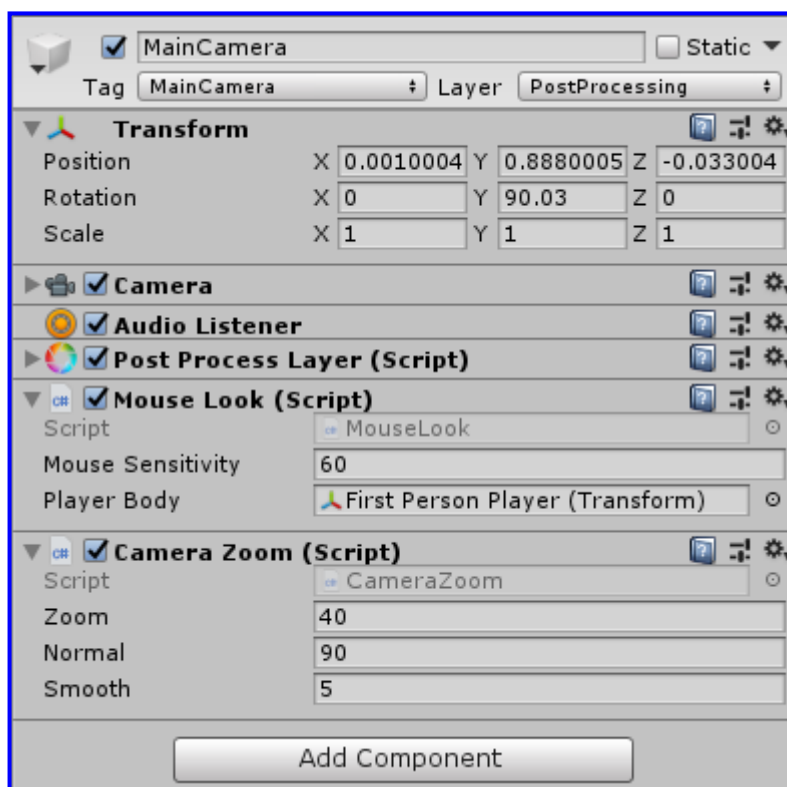 MainCamera Static
Tag MainCamera Layer PostProcessing
Transform
Position X 0.0010004 Y 0.8880005 Z -0.033004
Rotation X 0 Y 90.03 Z 0
Scale X 1 Y 1 Z 1
Camera
Audio Listener
Post Process Layer (Script)
c# Mouse Look (Script)
Script MouseLook
Mouse Sensitivity 60
Player Body First Person Player (Transform)
c# Camera Zoom (Script)
Script CameraZoom
Zoom 40
Normal 90
Smooth 5
Add Component